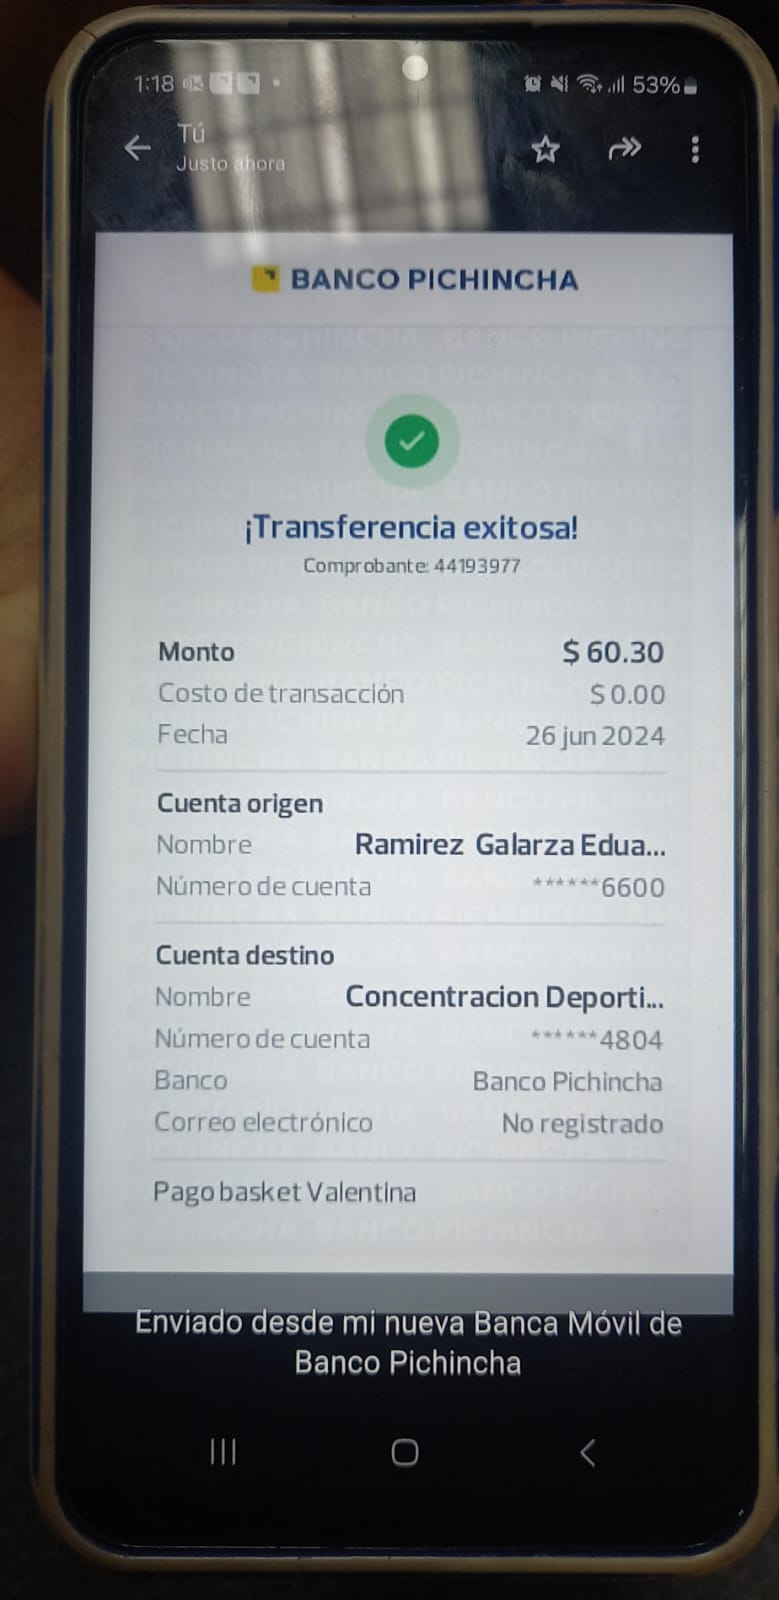 1:18 53%
Tú
Justo ahora
BANCO PICHINCHA
¡Transferencia exitosa!
Comprobante: 44193977
Monto $ 60.30
Costo de transacción $ 0.00
Fecha 26 jun 2024
Cuenta origen
Nombre Ramirez Galarza Edua...
Número de cuenta ******6600
Cuenta destino
Nombre Concentracion Deporti...
Número de cuenta ******4804
Banco Banco Pichincha
Correo electrónico No registrado
Pago basket Valentina
Enviado desde mi nueva Banca Móvil de
Banco Pichincha